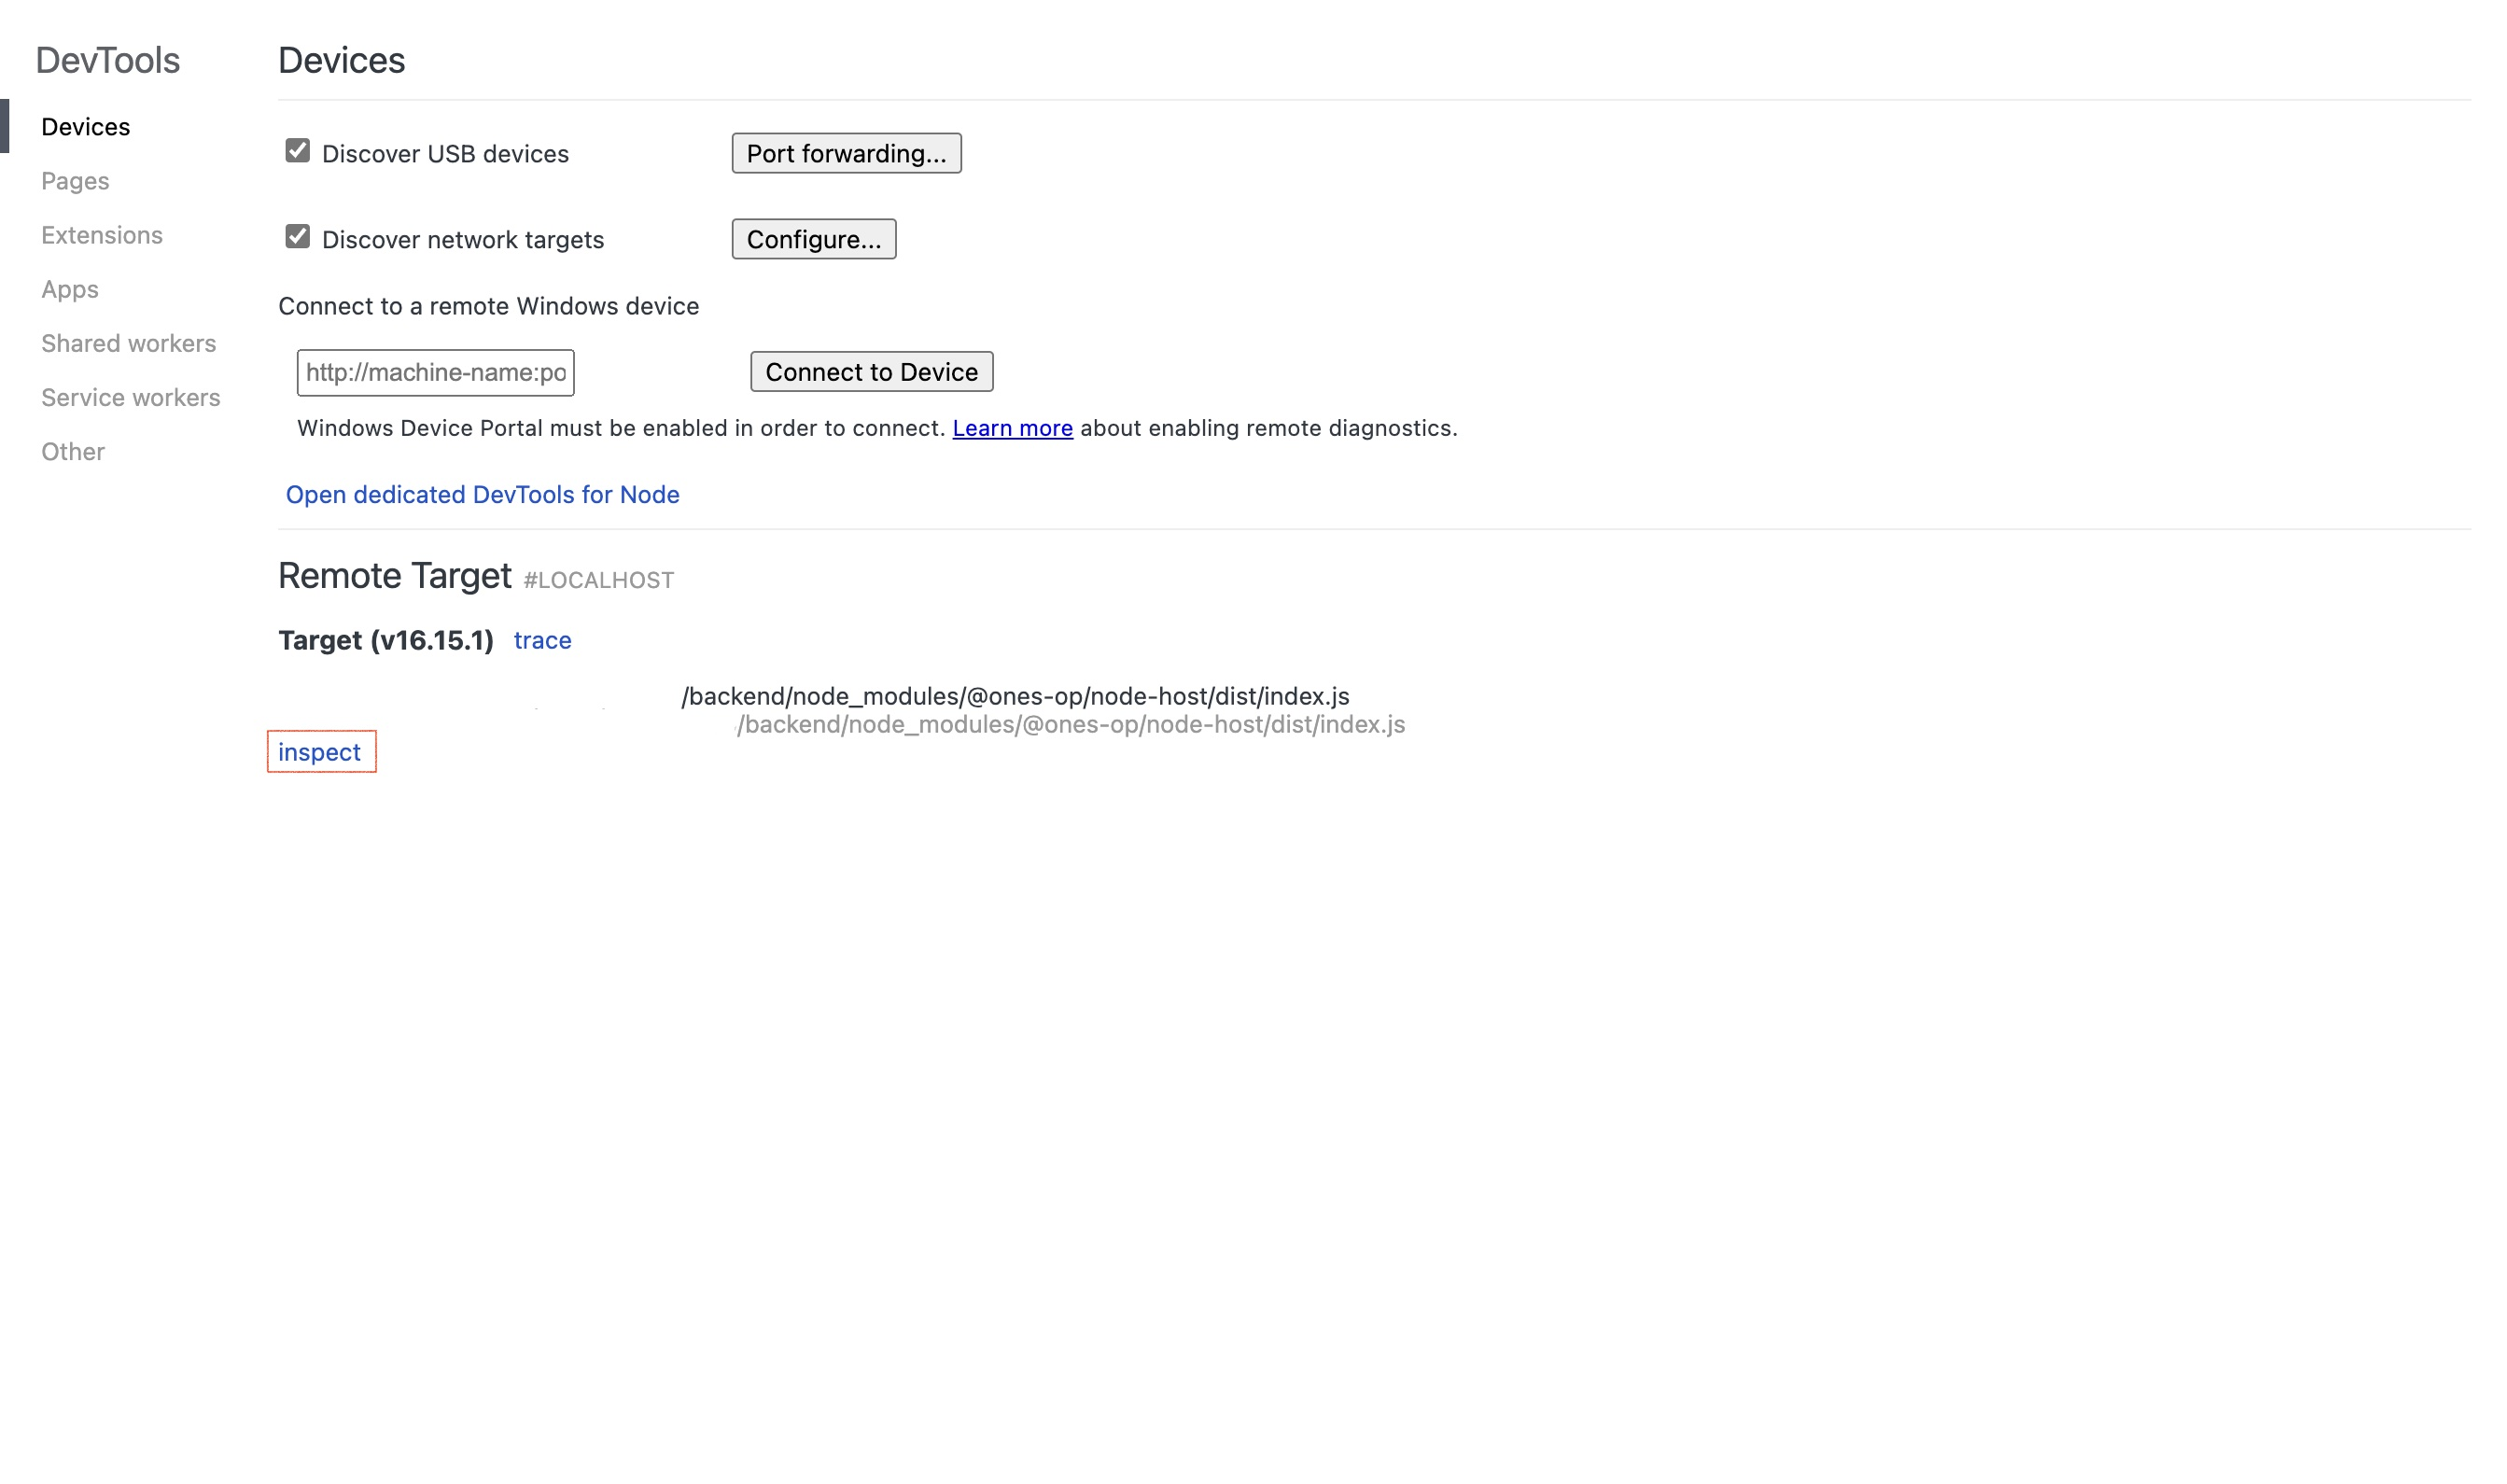 DevTools
Devices
Pages
Extensions
Apps
Shared workers
Service workers
Other
Devices
Discover USB devices
Port forwarding...
Discover network targets
Configure...
Connect to a remote Windows device
http://machine-name:po
Connect to Device
Windows Device Portal must be enabled in order to connect. Learn more about enabling remote diagnostics.
Open dedicated DevTools for Node
Remote Target #LOCALHOST
Target (v16.15.1) trace
/backend/node_modules/@ones-op/node-host/dist/index.js
/backend/node_modules/@ones-op/node-host/dist/index.js
inspect